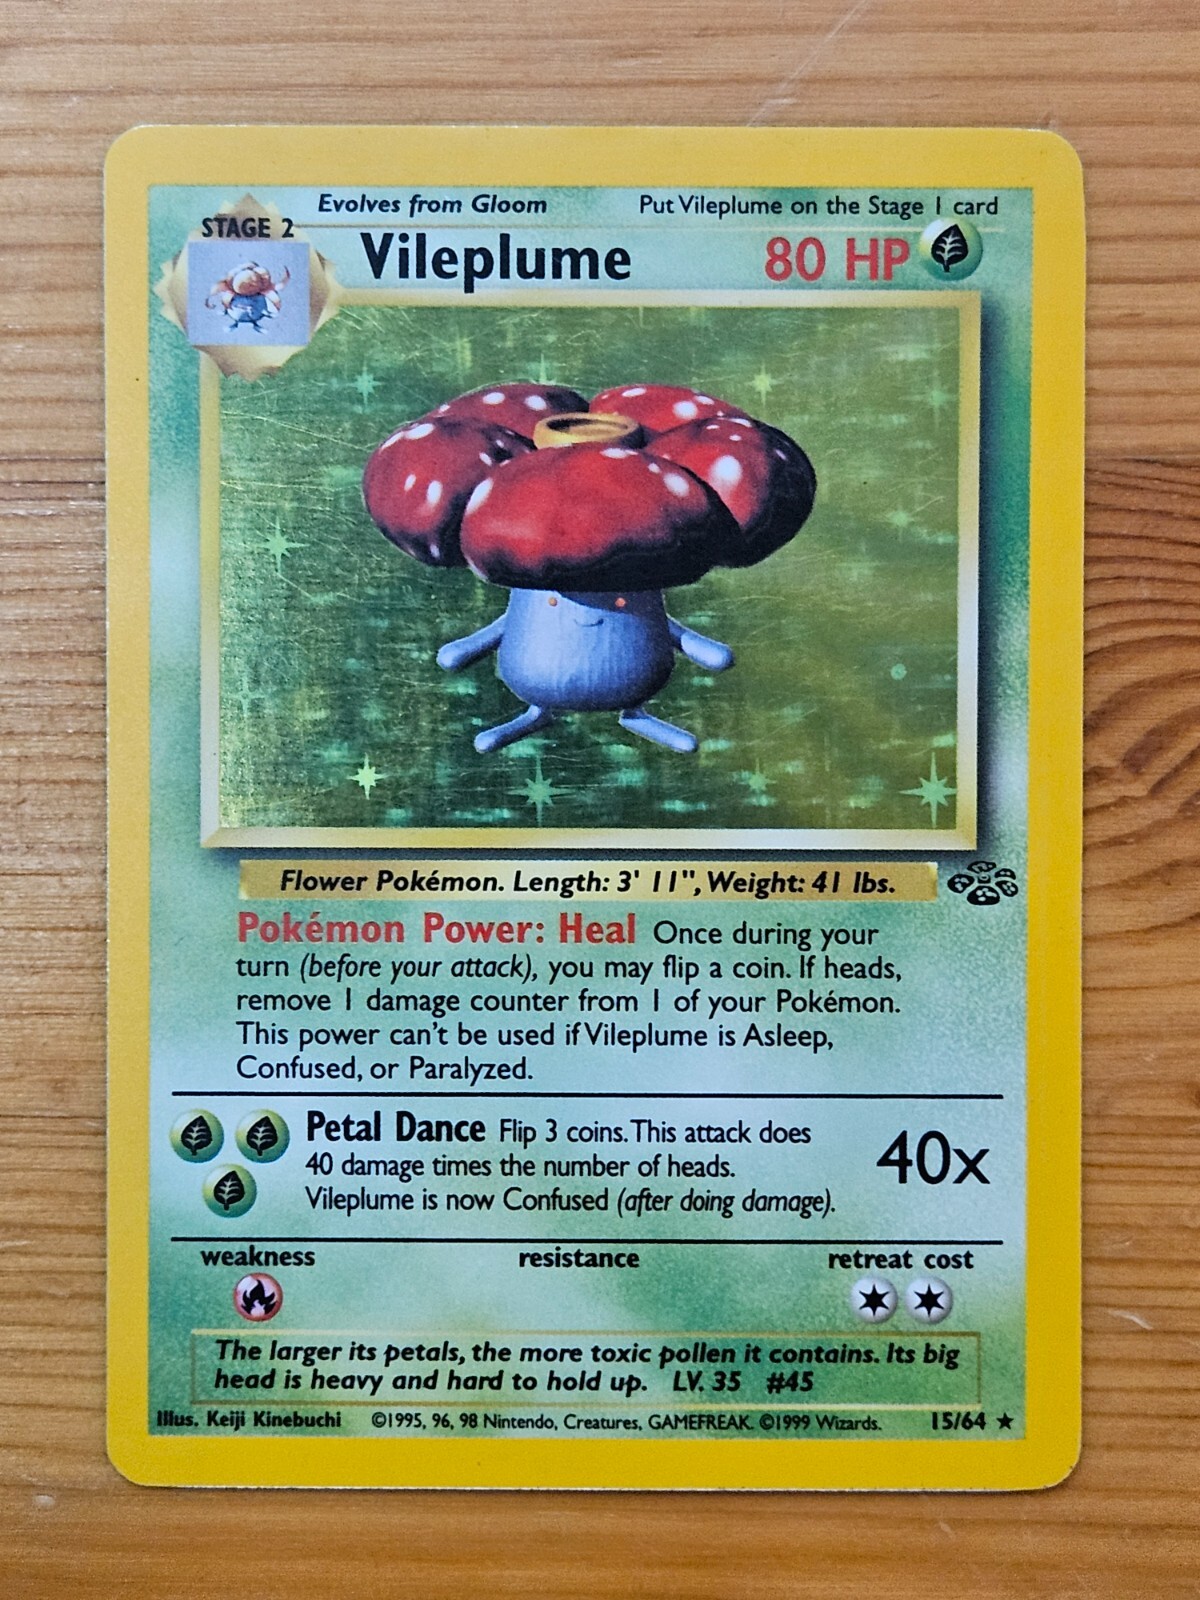 Evolves from Gloom Put Vileplume on the Stage 1 card
STAGE 2
Vileplume 80 HP
Flower Pokémon. Length: 3' 11", Weight: 41 lbs.
Pokémon Power: Heal Once during your
turn (before your attack), you may flip a coin. If heads,
remove 1 damage counter from 1 of your Pokémon.
This power can't be used if Vileplume is Asleep,
Confused, or Paralyzed.
Petal Dance Flip 3 coins. This attack does
40 damage times the number of heads.
Vileplume is now Confused (after doing damage).
40x
weakness resistance retreat cost
The larger its petals, the more toxic pollen it contains. Its big
head is heavy and hard to hold up. LV. 35 #45
Illus. Keiji Kinebuchi ©1995, 96, 98 Nintendo, Creatures, GAMEFREAK. ©1999 Wizards. 15/64 ★